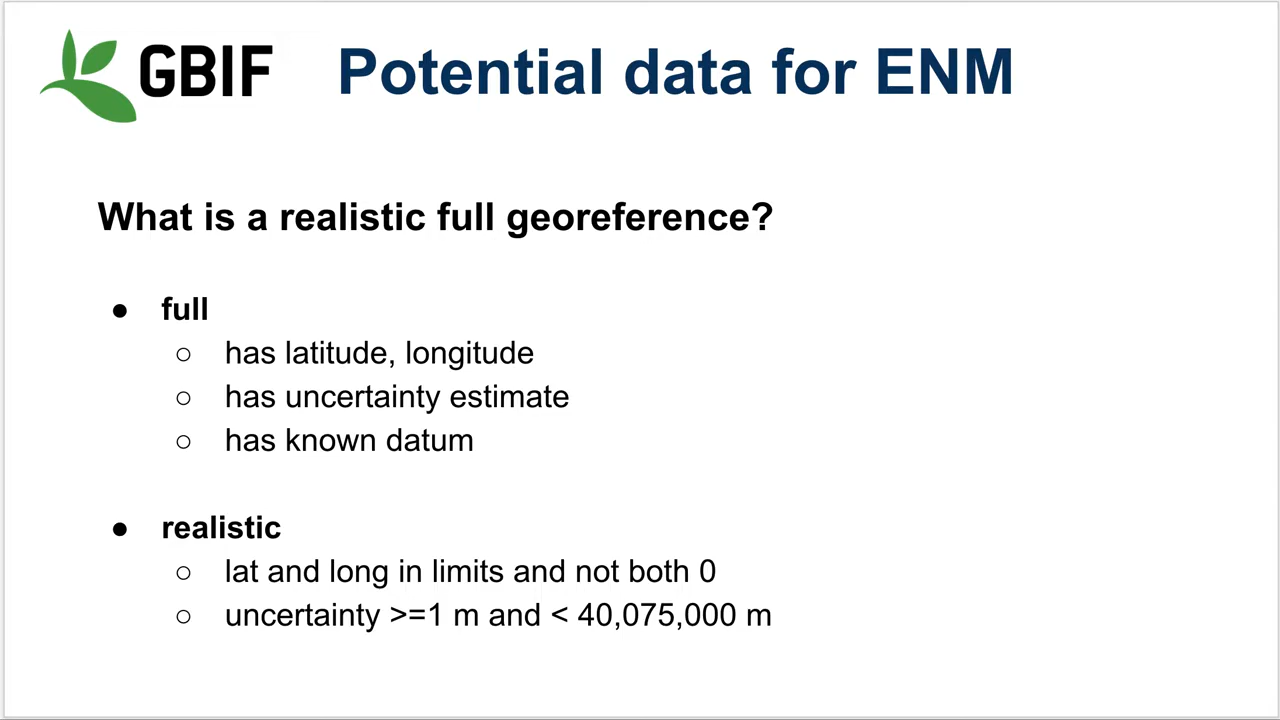 GBIF
Potential data for ENM
What is a realistic full georeference?
● full
○ has latitude, longitude
○ has uncertainty estimate
○ has known datum
● realistic
○ lat and long in limits and not both 0
○ uncertainty >=1 m and < 40,075,000 m